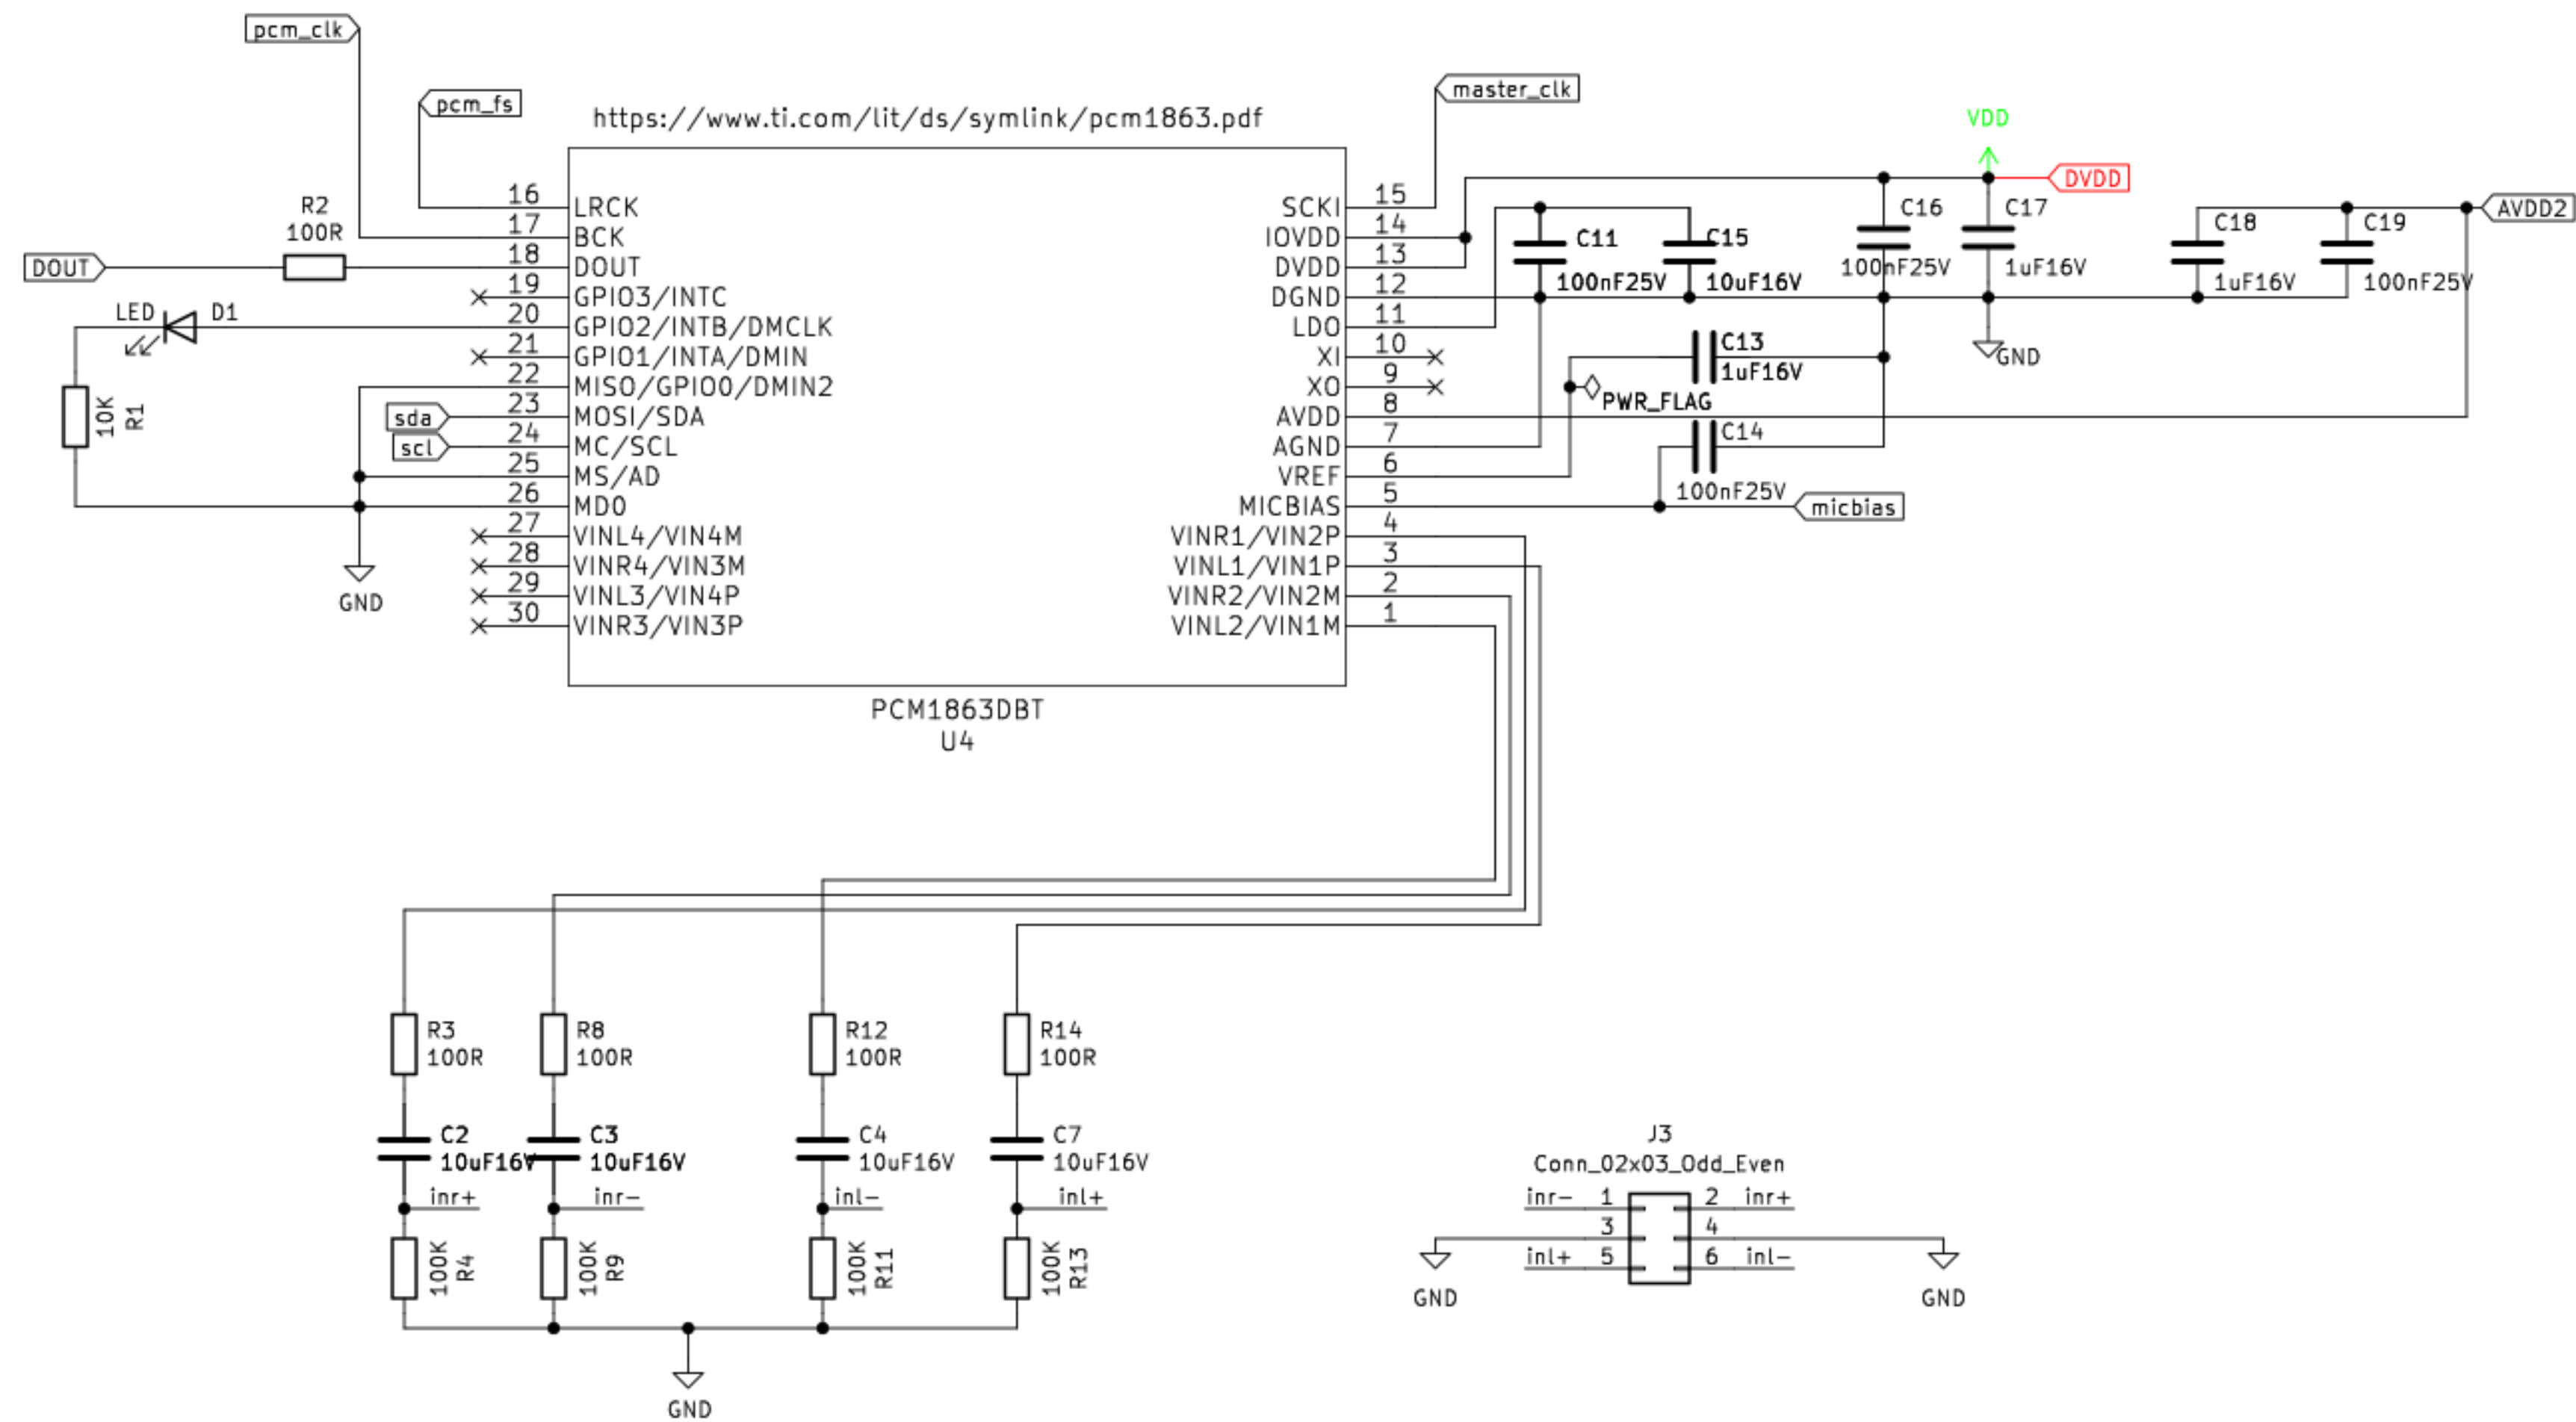 pcm_clk
pcm_fs
https://www.ti.com/lit/ds/symlink/pcm1863.pdf
master_clk
VDD
DVDD
R2
100R
DOUT
LED
D1
10K
R1
sda
scl
GND
16 LRCK
17 BCK
18 DOUT
19 GPIO3/INTC
20 GPIO2/INTB/DMCLK
21 GPIO1/INTA/DMIN
22 MISO/GPIO0/DMIN2
23 MOSI/SDA
24 MC/SCL
25 MS/AD
26 MD0
27 VINL4/VIN4M
28 VINR4/VIN3M
29 VINL3/VIN4P
30 VINR3/VIN3P
SCKI 15
IOVDD 14
DVDD 13
DGND 12
LDO 11
XI 10
XO 9
AVDD 8
AGND 7
VREF 6
MICBIAS 5
VINR1/VIN2P 4
VINL1/VIN1P 3
VINR2/VIN2M 2
VINL2/VIN1M 1
PCM1863DBT
U4
C11
100nF25V
C15
10uF16V
C16
100nF25V
C17
1uF16V
C18
1uF16V
C19
100nF25V
AVDD2
GND
C13
1uF16V
PWR_FLAG
C14
100nF25V
micbias
R3
100R
R8
100R
R12
100R
R14
100R
C2
10uF16V
C3
10uF16V
C4
10uF16V
C7
10uF16V
inr+
inr-
inl-
inl+
100K
R4
100K
R9
100K
R11
100K
R13
GND
J3
Conn_02x03_Odd_Even
inr- 1 2 inr+
3 4
inl+ 5 6 inl-
GND
GND